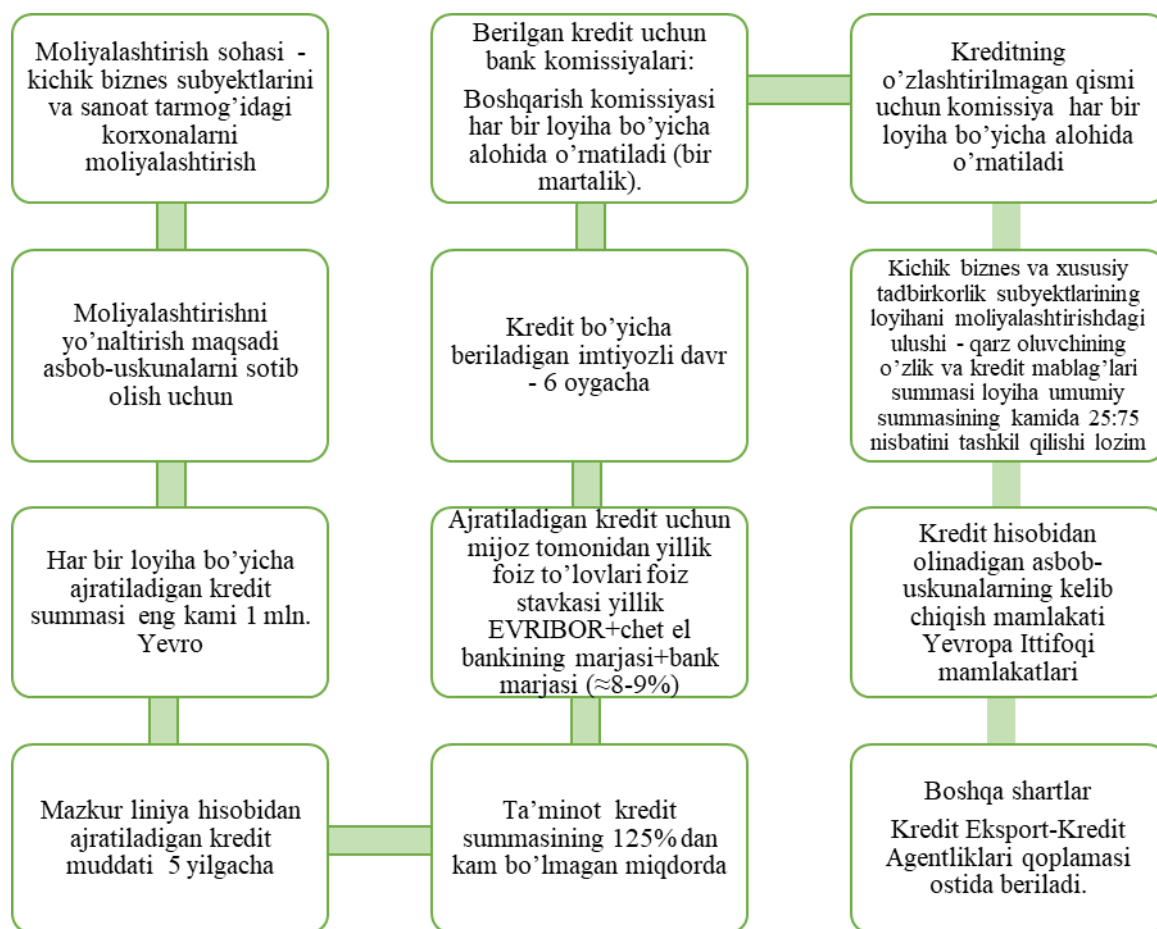 Moliyalashtirish sohasi -
kichik biznes subyektlarini
va sanoat tarmog’idagi
korxonalarni
moliyalashtirish
Moliyalashtirishni
yo’naltirish maqsadi
asbob-uskunalarni sotib
olish uchun
Har bir loyiha bo’yicha
ajratiladigan kredit
summasi eng kami 1 mln.
Yevro
Mazkur liniya hisobidan
ajratiladigan kredit
muddati 5 yilgacha
Ta’minot kredit
summasining 125% dan
kam bo’lmagan miqdorda
Ajratiladigan kredit uchun
mijoz tomonidan yillik
foiz to’lovlari foiz
stavkasi yillik
EVRIBOR+chet el
bankining marjasi+bank
marjasi (≈8-9%)
Kredit bo’yicha
beriladigan imtiyozli davr
- 6 oygacha
Berilgan kredit uchun
bank komissiyalari:
Boshqarish komissiyasi
har bir loyiha bo’yicha
alohida o’rnatiladi (bir
martalik).
Kreditning
o’zlashtirilmagan qismi
uchun komissiya har bir
loyiha bo’yicha alohida
o’rnatiladi
Kichik biznes va xususiy
tadbirkorlik subyektlarining
loyihani moliyalashtirishdagi
ulushi - qarz oluvchining
o’zlik va kredit mablag’lari
summasi loyiha umumiy
summasining kamida 25:75
nisbatini tashkil qilishi lozim
Kredit hisobidan
olinadigan asbob-
uskunalarning kelib
chiqish mamlakati
Yevropa Ittifoqi
mamlakatlari
Boshqa shartlar
Kredit Eksport-Kredit
Agentliklari qoplamasi
ostida beriladi.